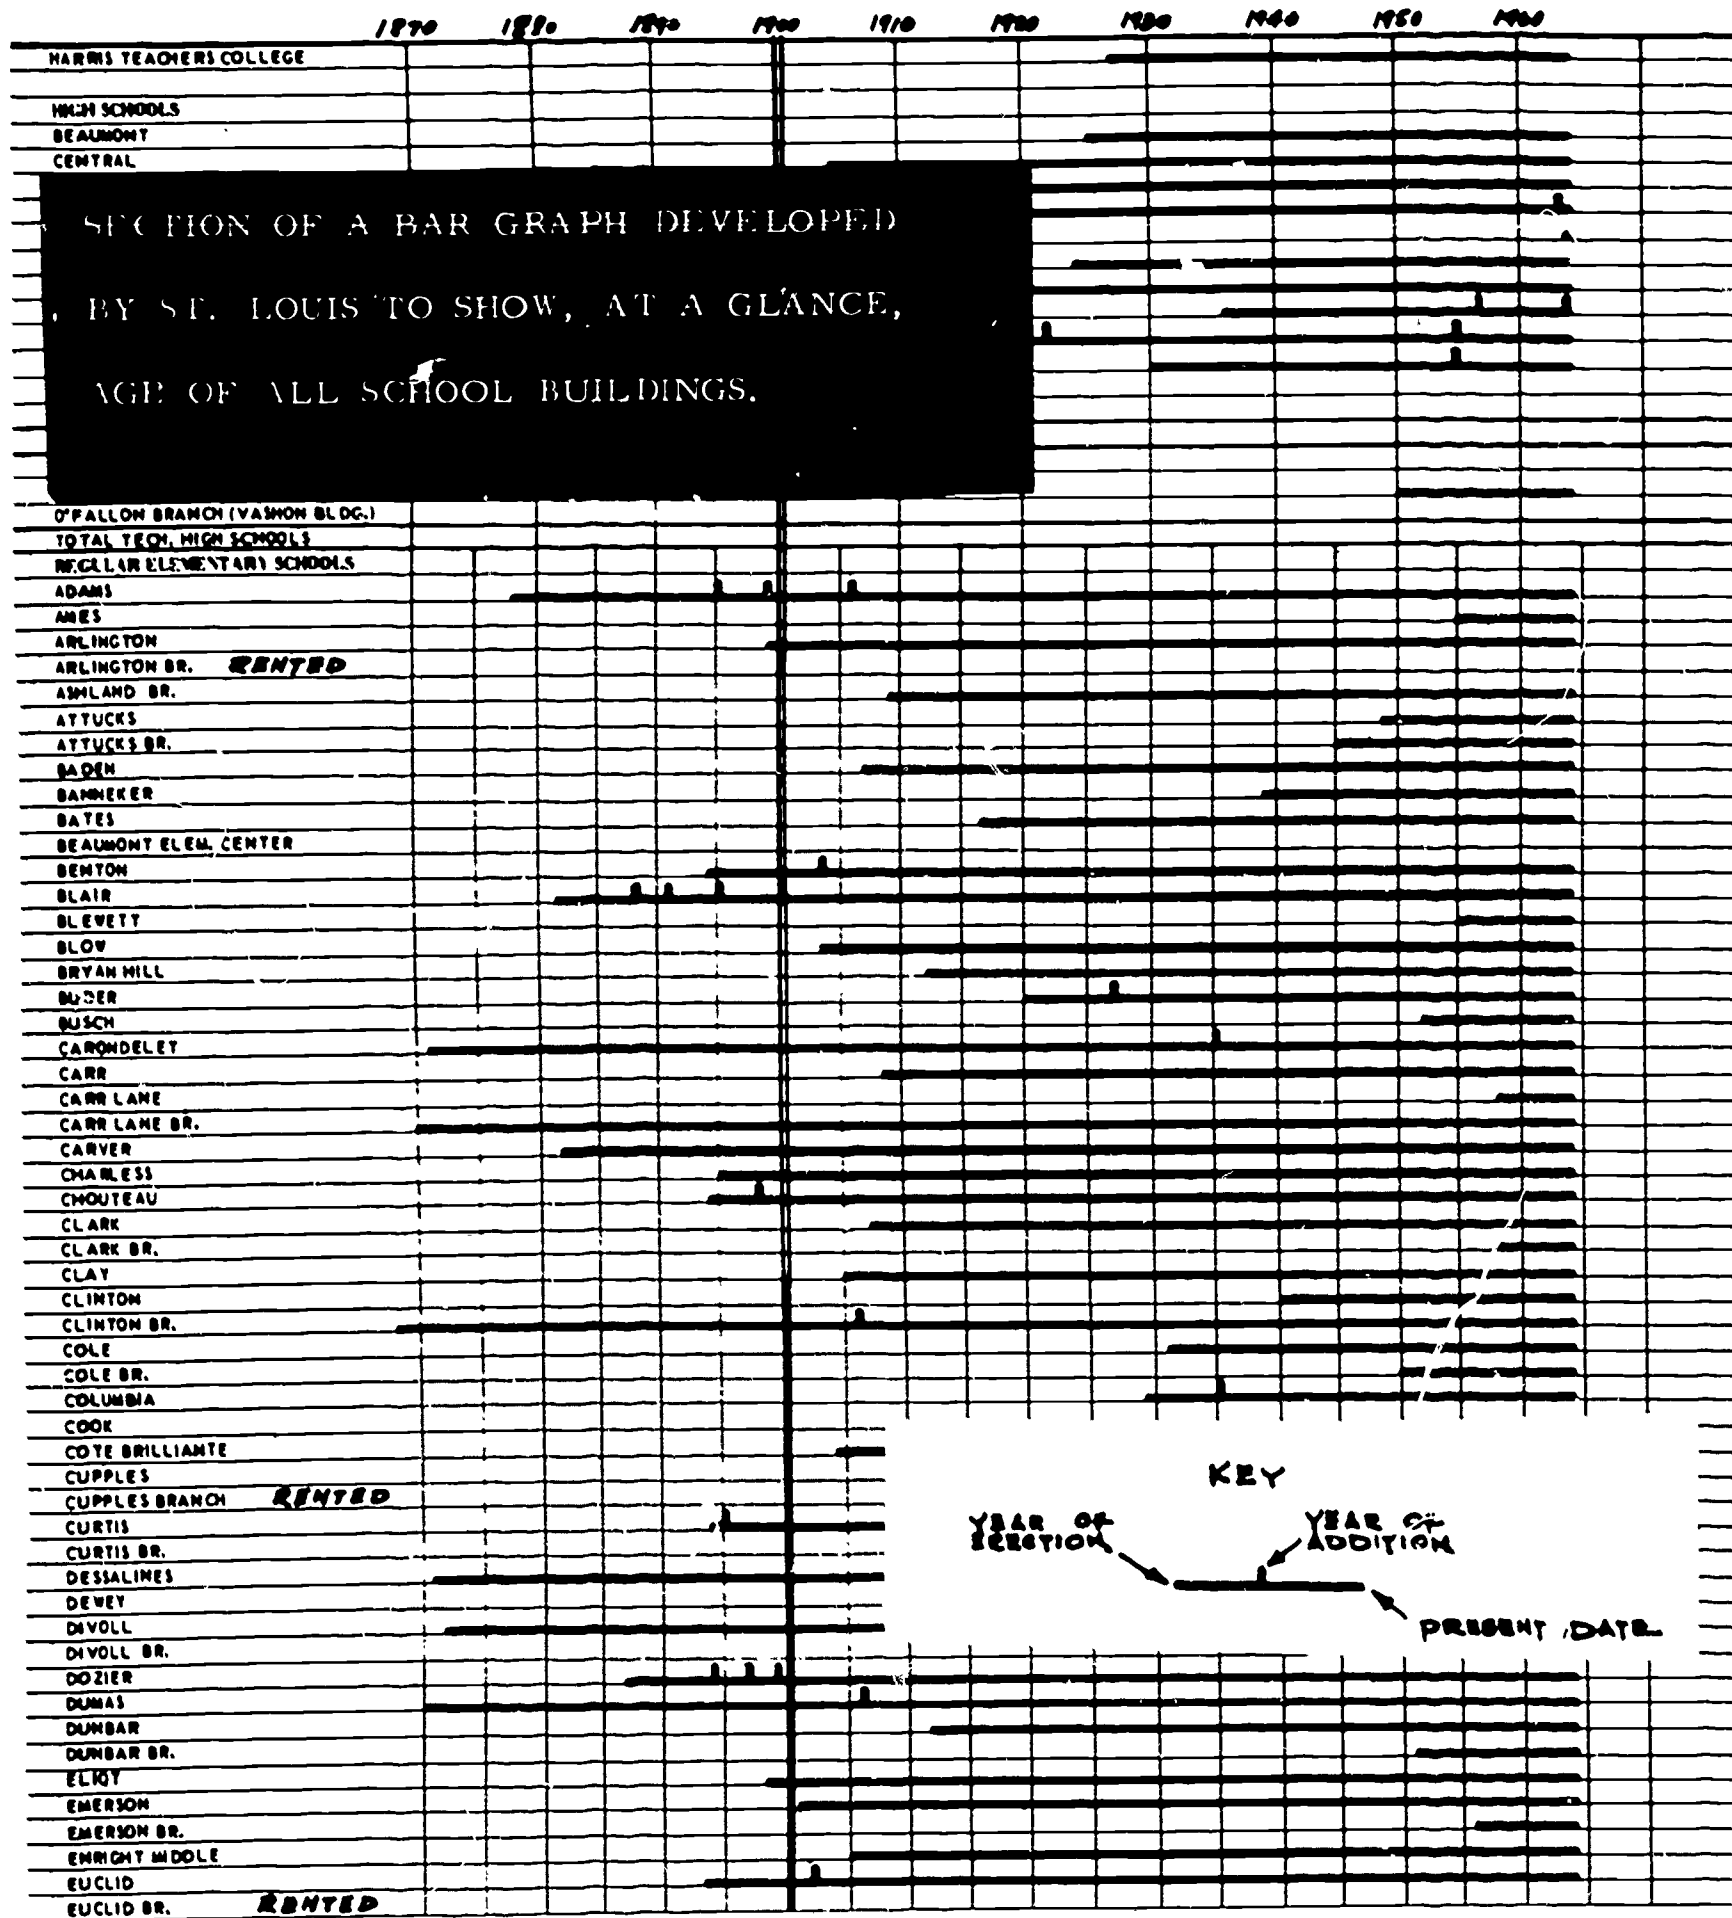 1870 1880 1890 1900 1910 1920 1930 1940 1950 1960
HARRIS TEACHERS COLLEGE
HIGH SCHOOLS
BEAUMONT
CENTRAL
SECTION OF A BAR GRAPH DEVELOPED
BY ST. LOUIS TO SHOW, AT A GLANCE,
AGE OF ALL SCHOOL BUILDINGS.
O'FALLON BRANCH (VASHON BLDG.)
TOTAL TECH. HIGH SCHOOLS
REGULAR ELEMENTARY SCHOOLS
ADAMS
AMES
ARLINGTON
ARLINGTON BR. RENTED
ASHLAND BR.
ATTUCKS
ATTUCKS BR.
BADEN
BANNEKER
BATES
BEAUMONT ELEM. CENTER
BENTON
BLAIR
BLEWETT
BLOW
BRYAN HILL
BUDER
BUSCH
CARONDELET
CARR
CARR LANE
CARR LANE BR.
CARVER
CHARLESS
CHOUTEAU
CLARK
CLARK BR.
CLAY
CLINTON
CLINTON BR.
COLE
COLE BR.
COLUMBIA
COOK
COTE BRILLIANTE
CUPPLES
CUPPLES BRANCH RENTED
CURTIS
CURTIS BR.
DESSALINES
DEWEY
DIVOLL
DIVOLL BR.
DOZIER
DUMAS
DUNBAR
DUNBAR BR.
ELIOT
EMERSON
EMERSON BR.
ENRIGHT MIDDLE
EUCLID
EUCLID BR. RENTED
KEY
YEAR OF
ERECTION
YEAR OF
ADDITION
PRESENT DATE